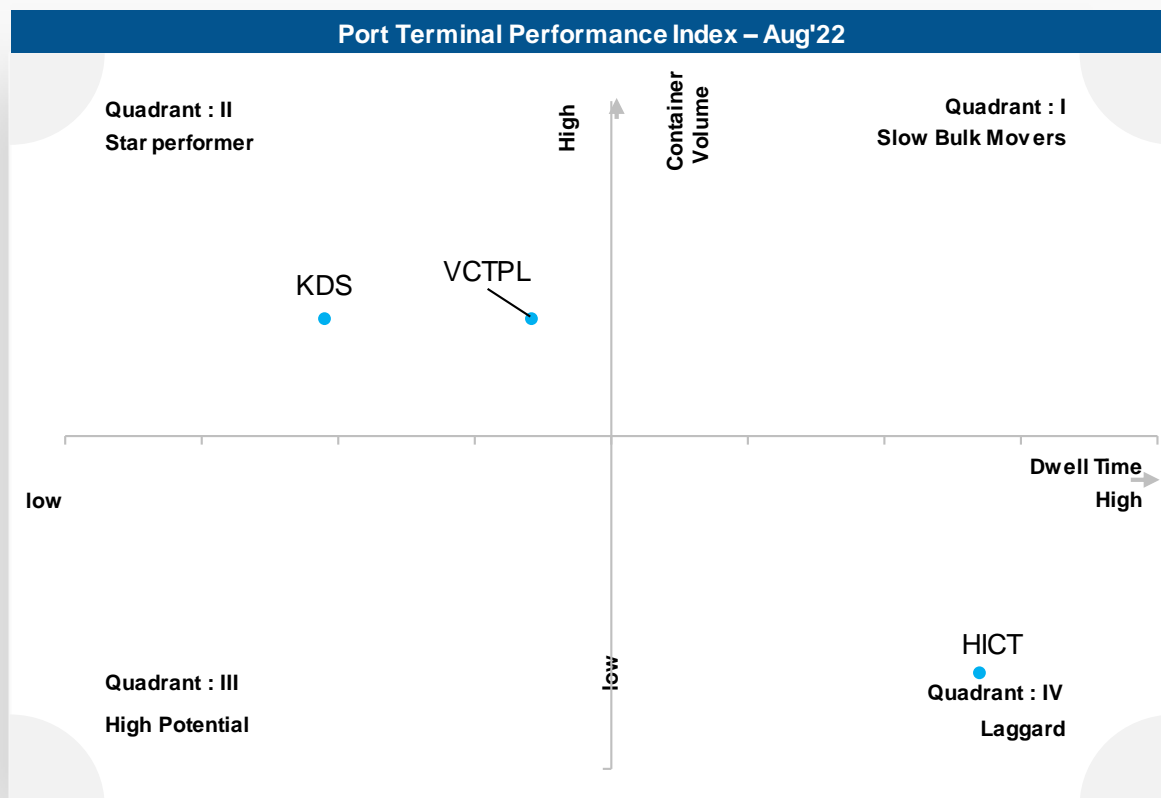 Port Terminal Performance Index – Aug'22
Quadrant : II
Star performer
High
Container
Volume
Quadrant : I
Slow Bulk Movers
KDS
VCTPL
Dwell Time
High
low
HICT
Quadrant : III
High Potential
low
Quadrant : IV
Laggard